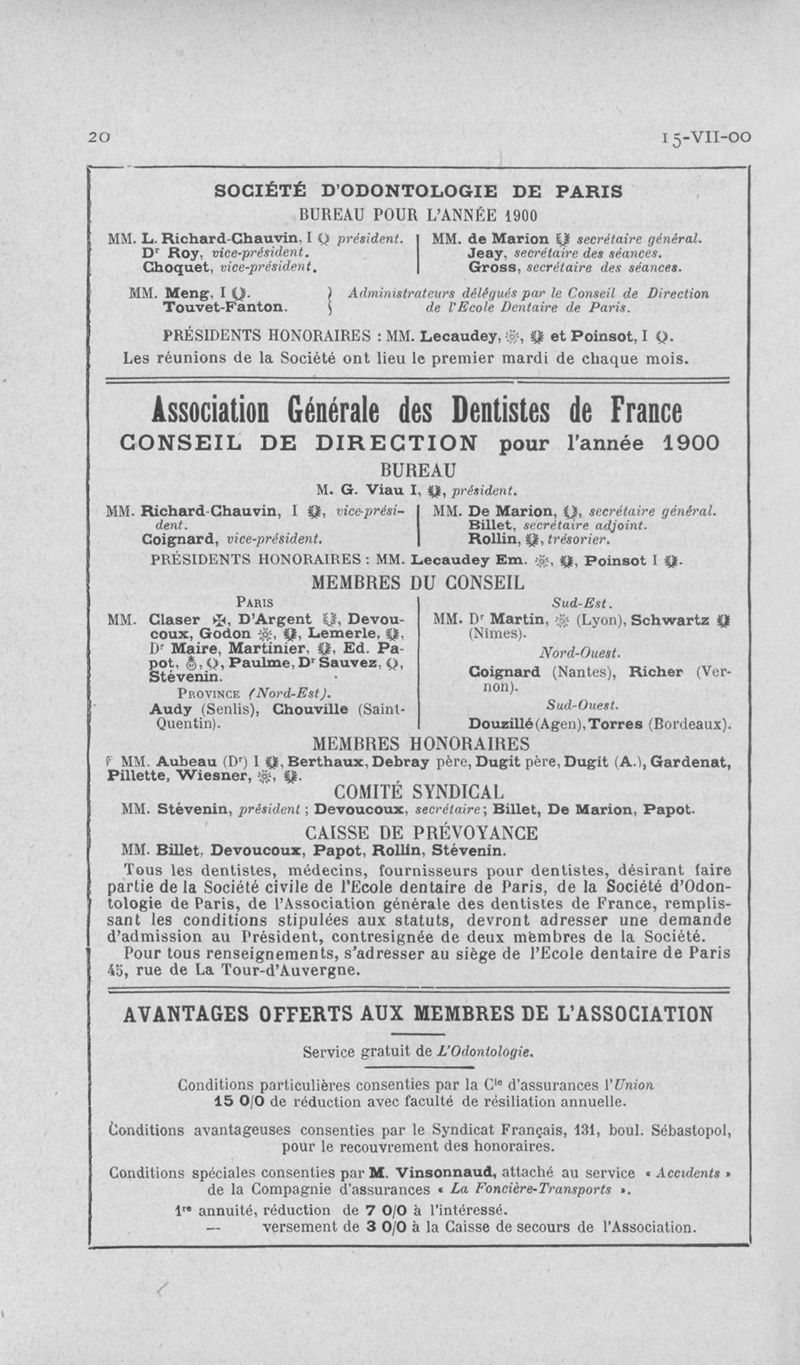 20
15-VII-00
SOCIÉTÉ D'ODONTOLOGIE DE PARIS
BUREAU POUR L'ANNÉE 1900
MM. L. Richard-Chauvin, I président.
Dr Roy, vice-président.
Choquet, vice-président.
MM. de Marion secrétaire général.
Jeay, secrétaire des séances.
Gross, secrétaire des séances.
MM. Meng, I
Touvet-Fanton.
Administrateurs délégués par le Conseil de Direction
de l'Ecole Dentaire de Paris.
PRÉSIDENTS HONORAIRES : MM. Lecaudey, et Poinsot, I
Les réunions de la Société ont lieu le premier mardi de chaque mois.
Association Générale des Dentistes de France
CONSEIL DE DIRECTION pour l'année 1900
BUREAU
M. G. Viau I, président.
MM. Richard-Chauvin, I , vice-prési-
dent.
Coignard, vice-président.
MM. De Marion, secrétaire général.
Billet, secrétaire adjoint.
Rollin, trésorier.
PRÉSIDENTS HONORAIRES : MM. Lecaudey Em. , Poinsot I
MEMBRES DU CONSEIL
PARIS
MM. Claser , D'Argent , Devou-
coux, Godon , Lemerle, ,
Dr Maire, Martinier, , Ed. Pa-
pot, , Paulme, Dr Sauvez, ,
Stévenin.
PROVINCE (Nord-Est).
Audy (Senlis), Chouville (Saint-
Quentin).
Sud-Est.
MM. Dr Martin, (Lyon), Schwartz
(Nimes).
Nord-Ouest.
Coignard (Nantes), Richer (Ver-
non).
Sud-Ouest.
Douzillé (Agen), Torres (Bordeaux).
MEMBRES HONORAIRES
MM. Aubeau (Dr) I , Berthaux, Debray père, Dugit père, Dugit (A.), Gardenat,
Pillette, Wiesner, .
COMITÉ SYNDICAL
MM. Stévenin, président ; Devoucoux, secrétaire; Billet, De Marion, Papot.
CAISSE DE PRÉVOYANCE
MM. Billet, Devoucoux, Papot, Rollin, Stévenin.
Tous les dentistes, médecins, fournisseurs pour dentistes, désirant faire
partie de la Société civile de l'Ecole dentaire de Paris, de la Société d'Odon-
tologie de Paris, de l'Association générale des dentistes de France, remplis-
sant les conditions stipulées aux statuts, devront adresser une demande
d'admission au Président, contresignée de deux membres de la Société.
Pour tous renseignements, s'adresser au siège de l'Ecole dentaire de Paris
45, rue de La Tour-d'Auvergne.
AVANTAGES OFFERTS AUX MEMBRES DE L'ASSOCIATION
Service gratuit de L'Odontologie.
Conditions particulières consenties par la Cie d'assurances l'Union
15 0/0 de réduction avec faculté de résiliation annuelle.
Conditions avantageuses consenties par le Syndicat Français, 131, boul. Sébastopol,
pour le recouvrement des honoraires.
Conditions spéciales consenties par M. Vinsonnaud, attaché au service « Accidents »
de la Compagnie d'assurances « La Foncière-Transports ».
1re annuité, réduction de 7 0/0 à l'intéressé.
— versement de 3 0/0 à la Caisse de secours de l'Association.